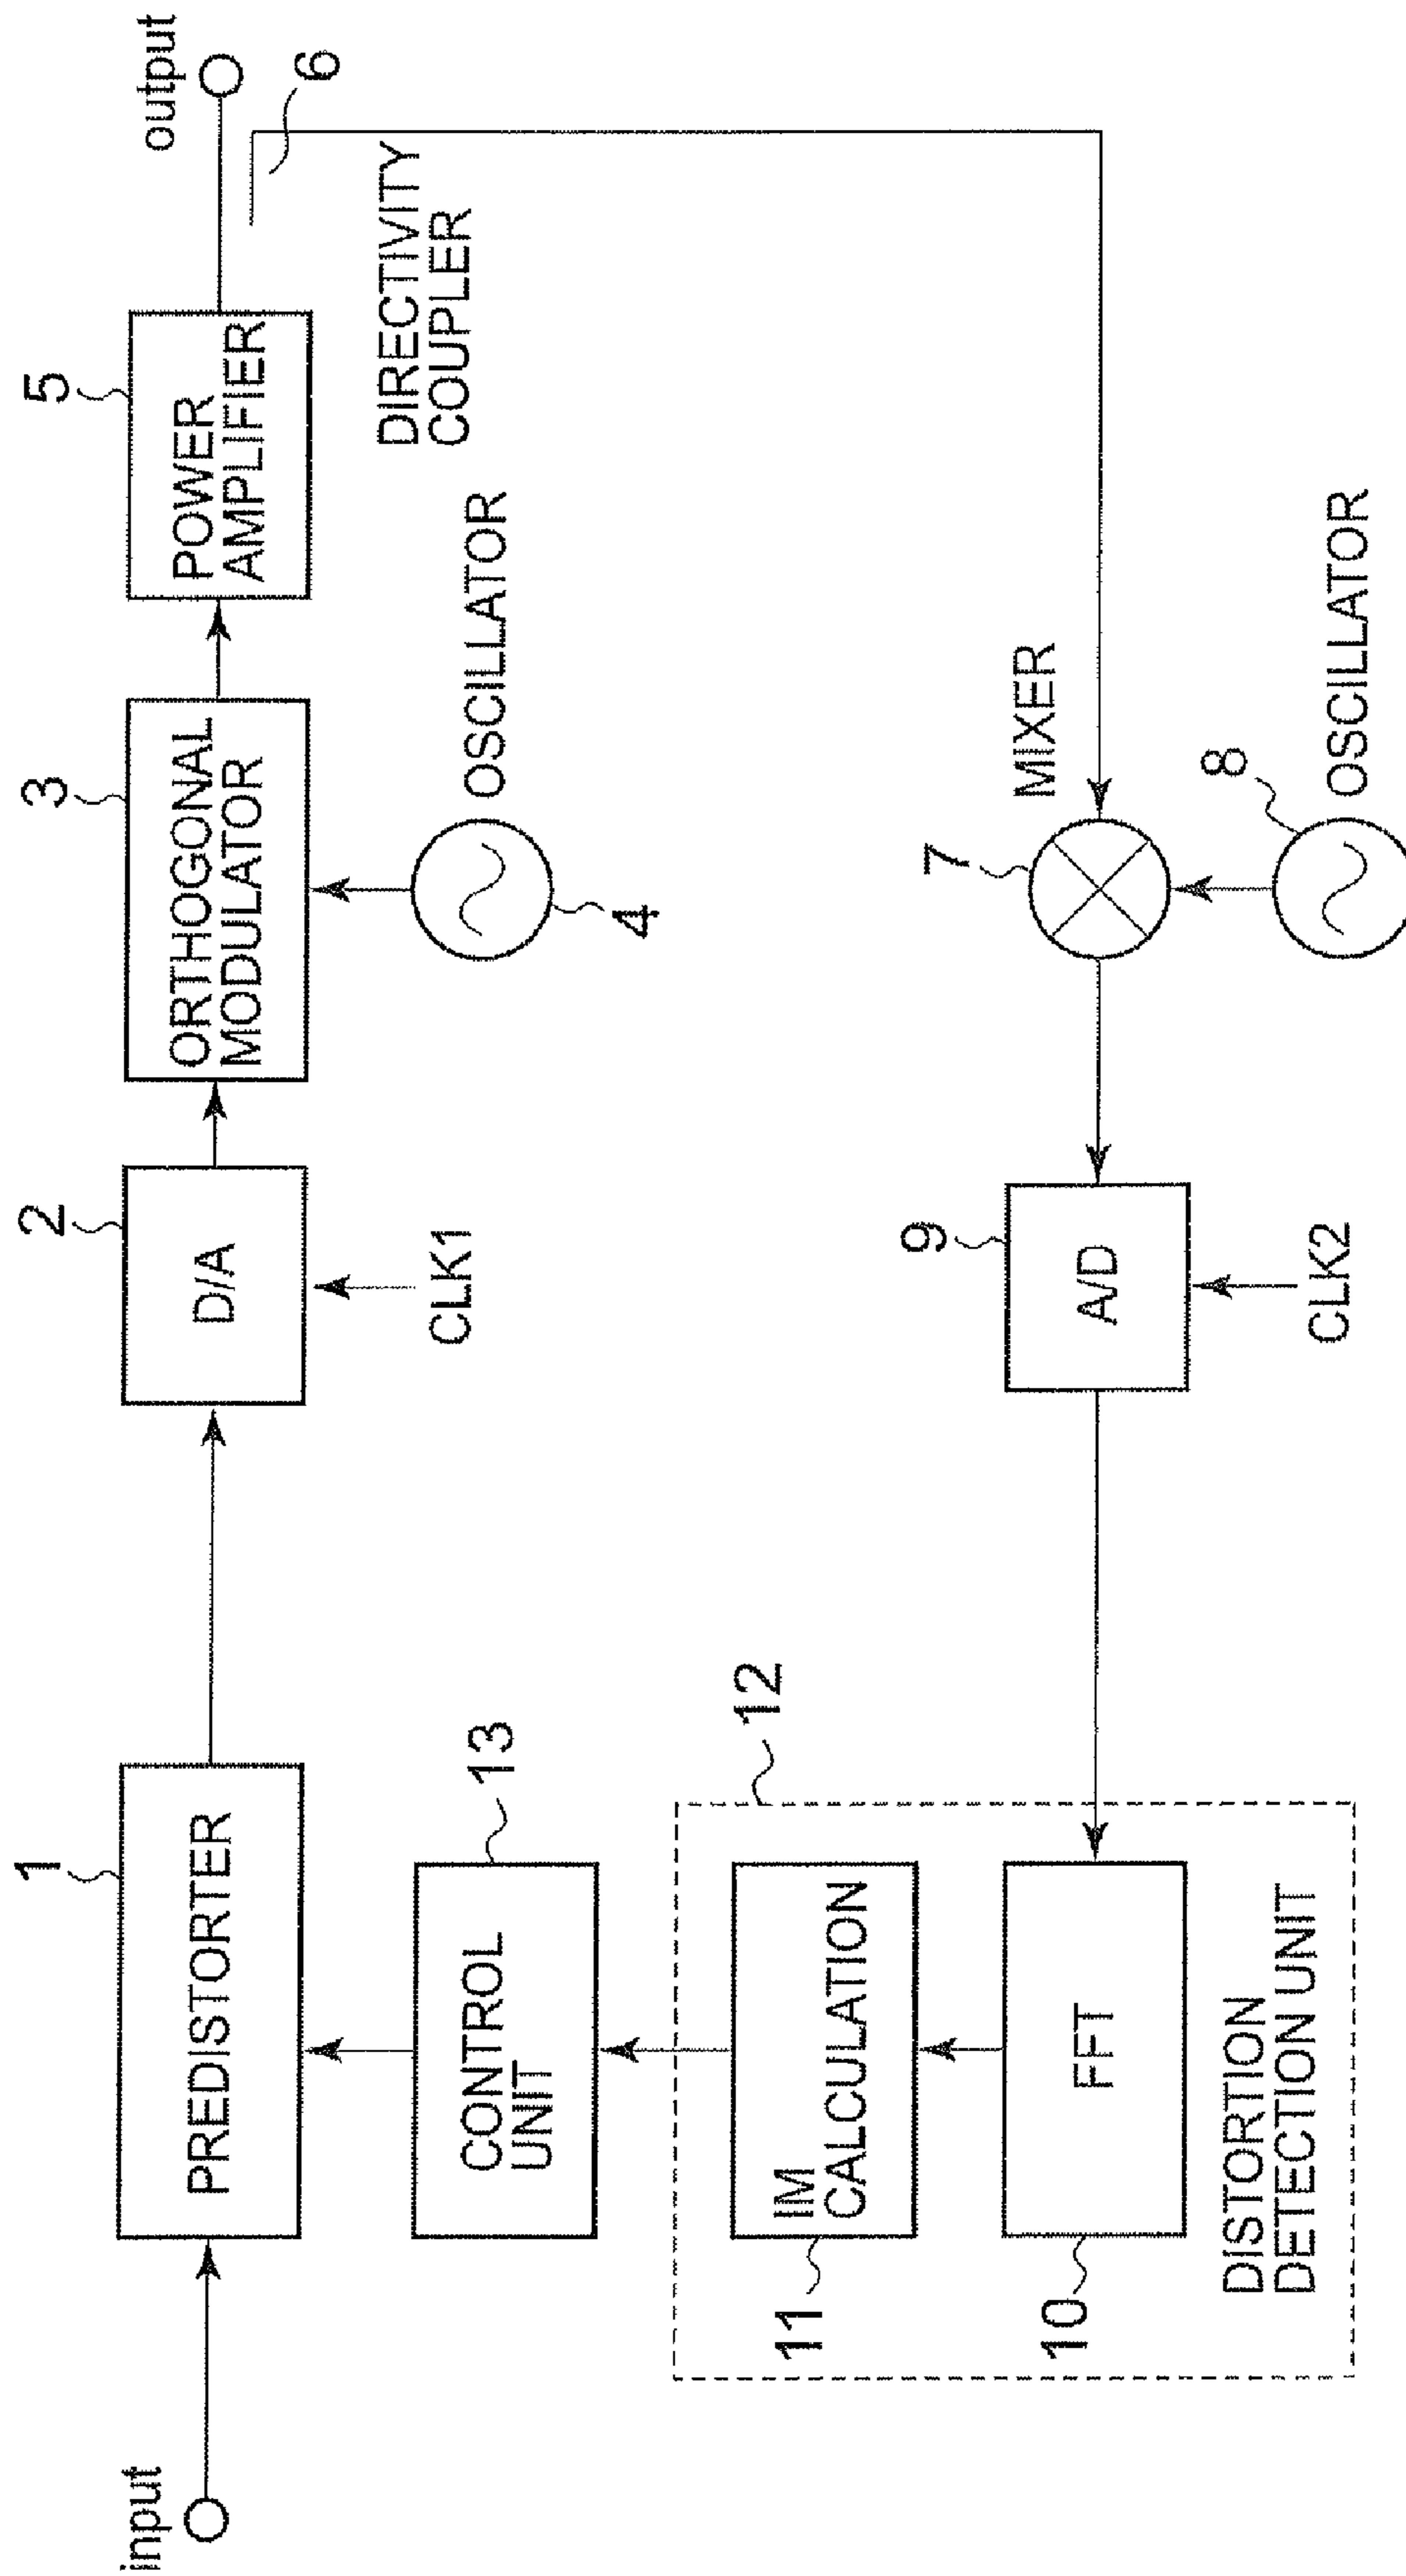 input
1
PREDISTORTER
2
D/A
CLK1
3
ORTHOGONAL
MODULATOR
4
OSCILLATOR
5
POWER
AMPLIFIER
output
6
DIRECTIVITY
COUPLER
13
CONTROL
UNIT
12
11
IM
CALCULATION
10
FFT
DISTORTION
DETECTION UNIT
9
A/D
CLK2
7
MIXER
8
OSCILLATOR